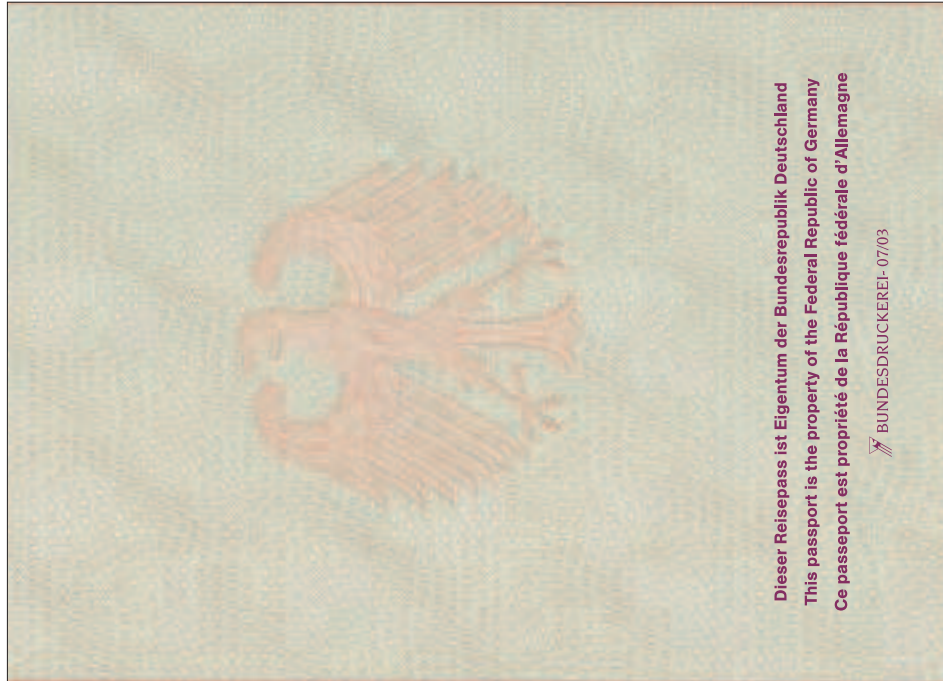 Dieser Reisepass ist Eigentum der Bundesrepublik Deutschland
This passport is the property of the Federal Republic of Germany
Ce passeport est propriété de la République fédérale d'Allemagne
BUNDESDRUCKEREI- 07/03